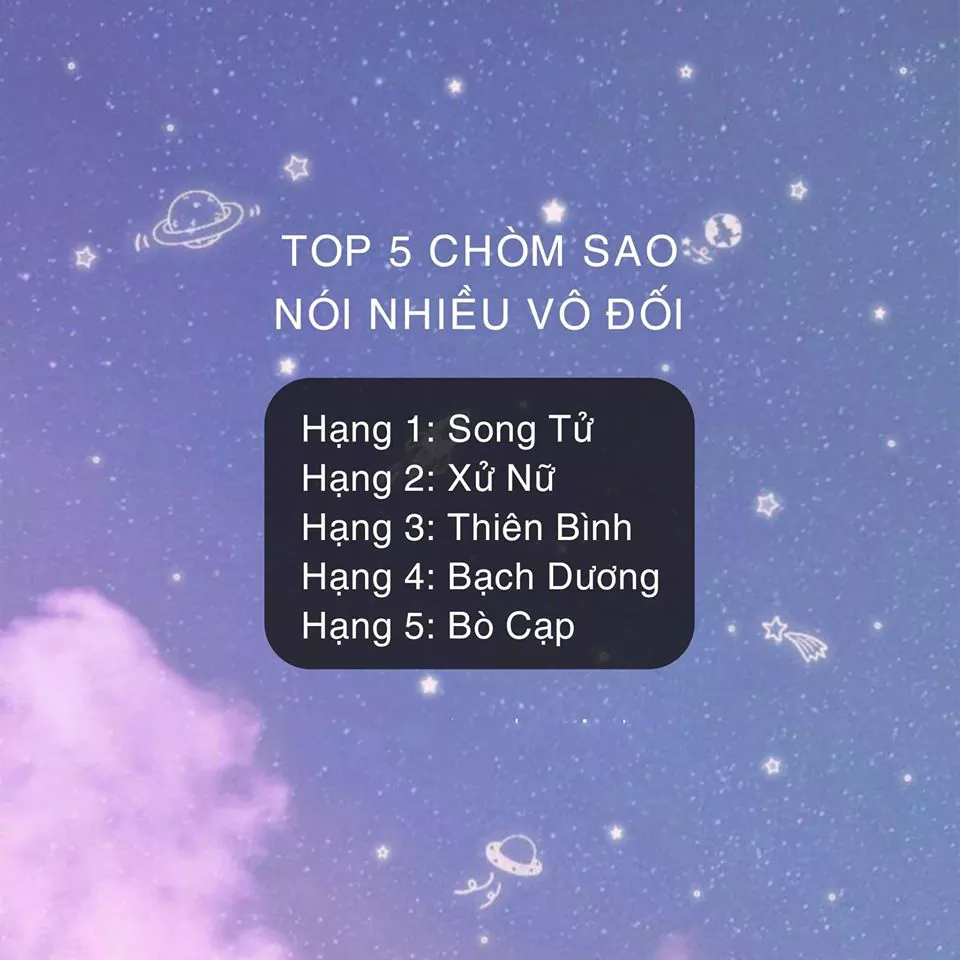 TOP 5 CHÒM SAO
NÓI NHIỀU VÔ ĐỐI
Hạng 1: Song Tử
Hạng 2: Xử Nữ
Hạng 3: Thiên Bình
Hạng 4: Bạch Dương
Hạng 5: Bò Cạp